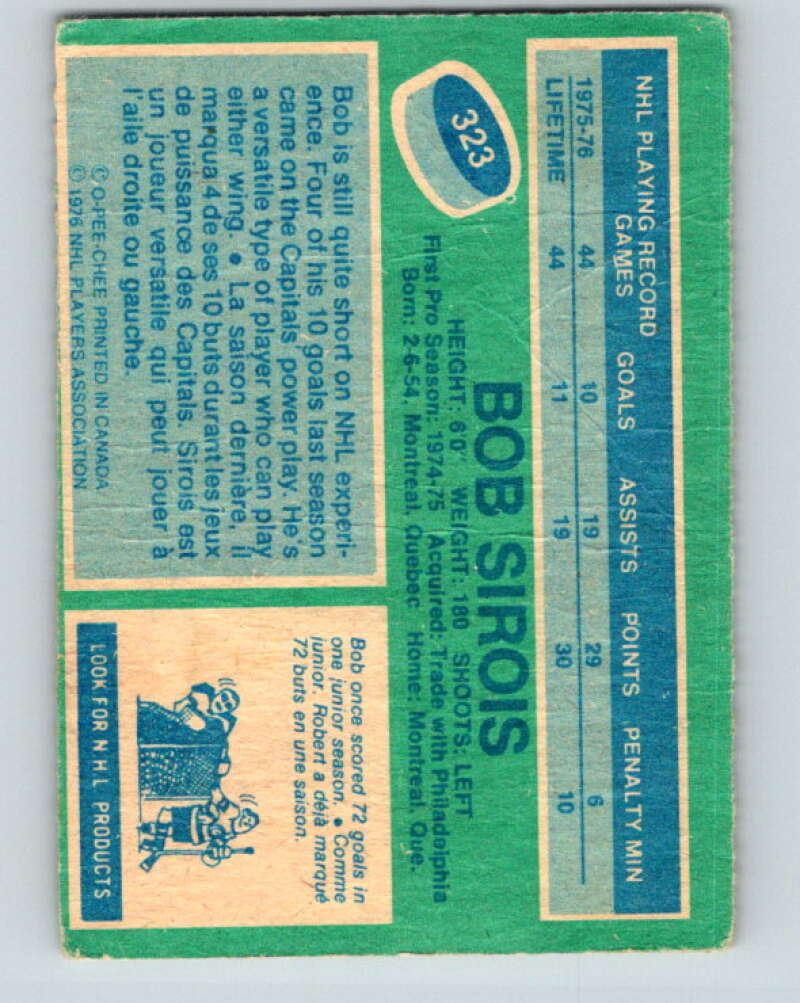 NHL PLAYING RECORD
GAMES GOALS ASSISTS POINTS PENALTY MIN
1975-76 44 10 19 29 6
LIFETIME 44 11 19 30 10
323
BOB SIROIS
HEIGHT: 6'0" WEIGHT: 180 SHOOTS: LEFT
First Pro Season: 1974-75 Acquired: Trade with Philadelphia
Born: 2-6-54, Montreal, Quebec Home: Montreal, Que.
Bob is still quite short on NHL experi-
ence. Four of his 10 goals last season
came on the Capitals' power play. He's
a versatile type of player who can play
either wing. • La saison dernière, il
marqua 4 de ses 10 buts durant les jeux
de puissance des Capitals. Sirois est
un joueur versatile qui peut jouer à
l'aile droite ou gauche.
© O-PEE-CHEE PRINTED IN CANADA
© 1976 NHL PLAYERS ASSOCIATION
Bob once scored 72 goals in
one junior season. • Comme
junior, Robert a déjà marqué
72 buts en une saison.
LOOK FOR N.H.L. PRODUCTS